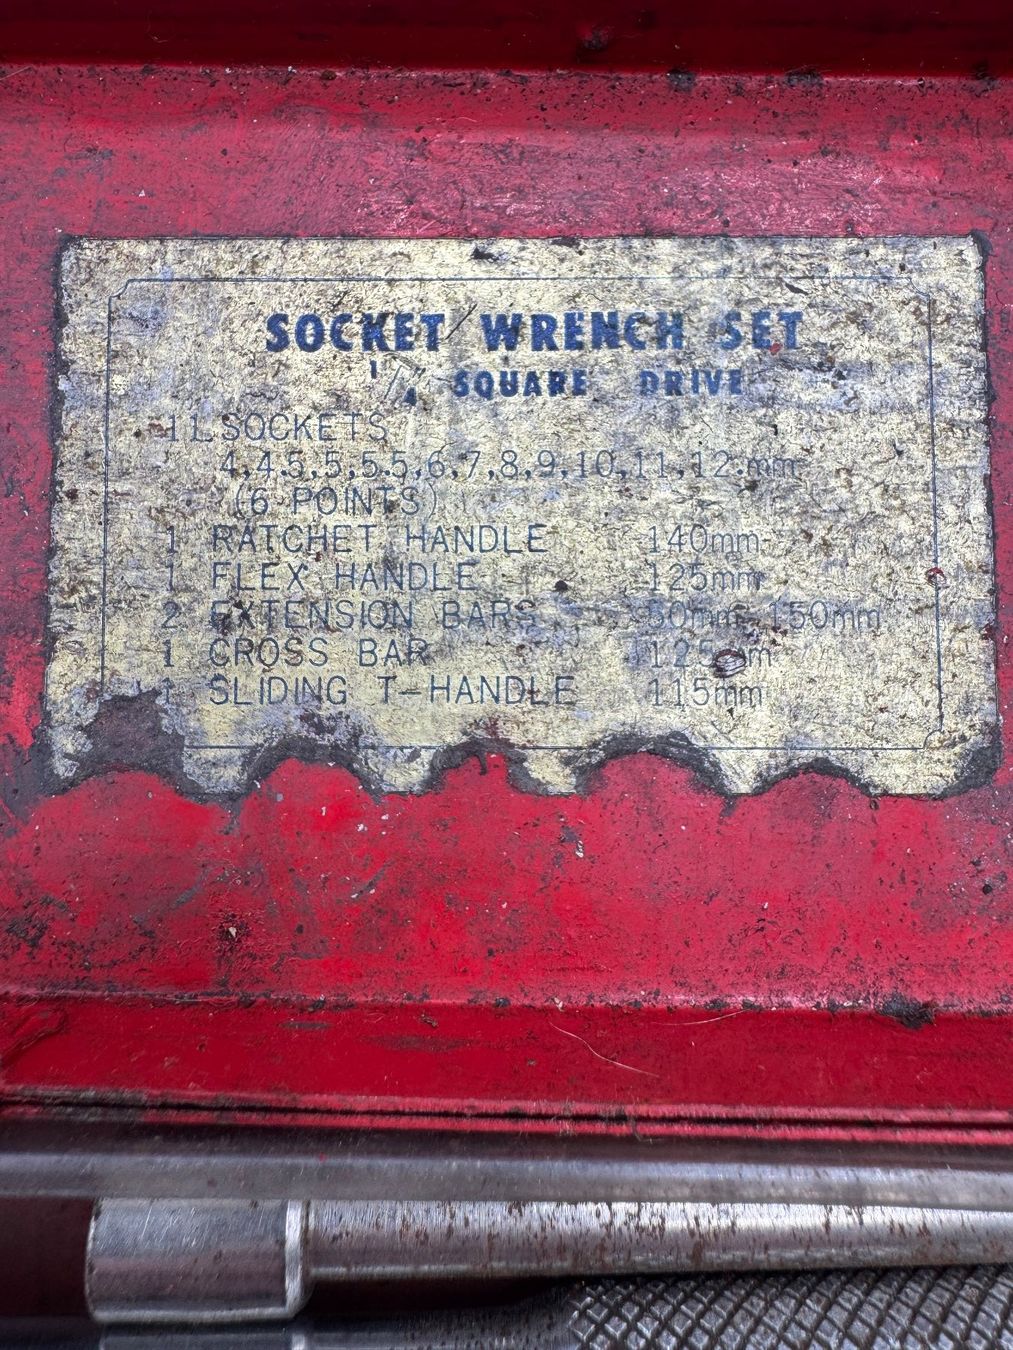 SOCKET WRENCH SET
1/4" SQUARE DRIVE
11 SOCKETS
4,4.5,5,5.5,6,7,8,9,10,11,12.mm
(6 POINTS)
1 RATCHET HANDLE 140mm
1 FLEX HANDLE 125mm
2 EXTENSION BARS 50mm, 150mm
1 CROSS BAR 125mm
1 SLIDING T-HANDLE 115mm